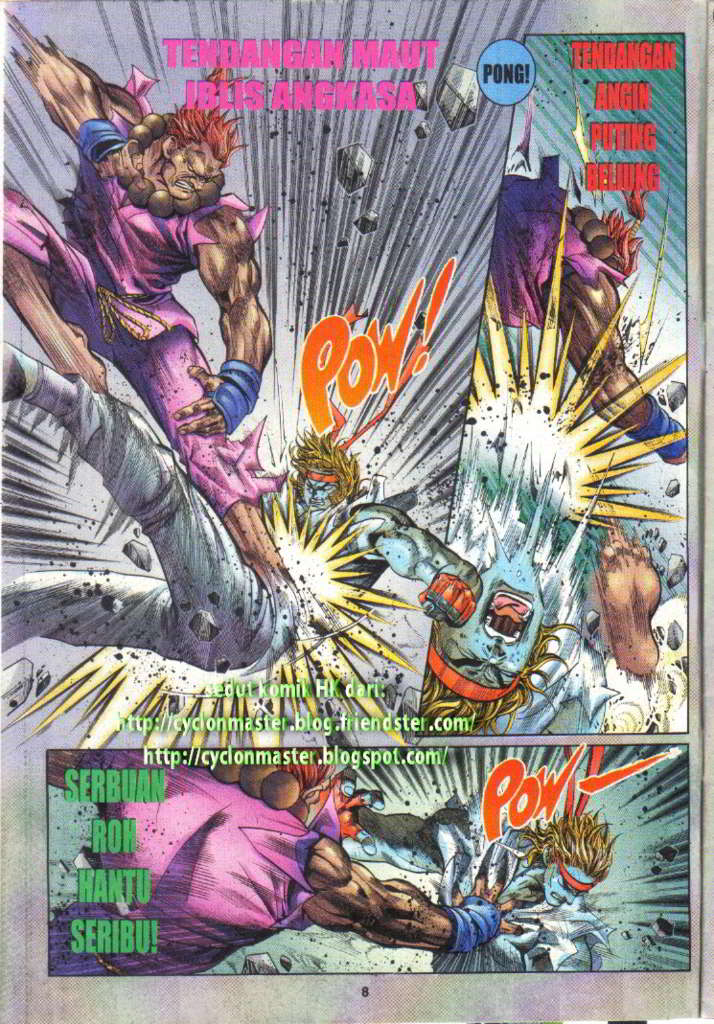 TENDANGAN MAUT
IBLIS ANGKASA
PONG!
TENDANGAN
ANGIN
PUTING
BELIUNG
POW!
sedut komik HK dari:
http://cyclonmaster.blog.friendster.com/
http://cyclonmaster.blogspot.com/
SERBUAN
ROH
HANTU
SERIBU!
POW
8